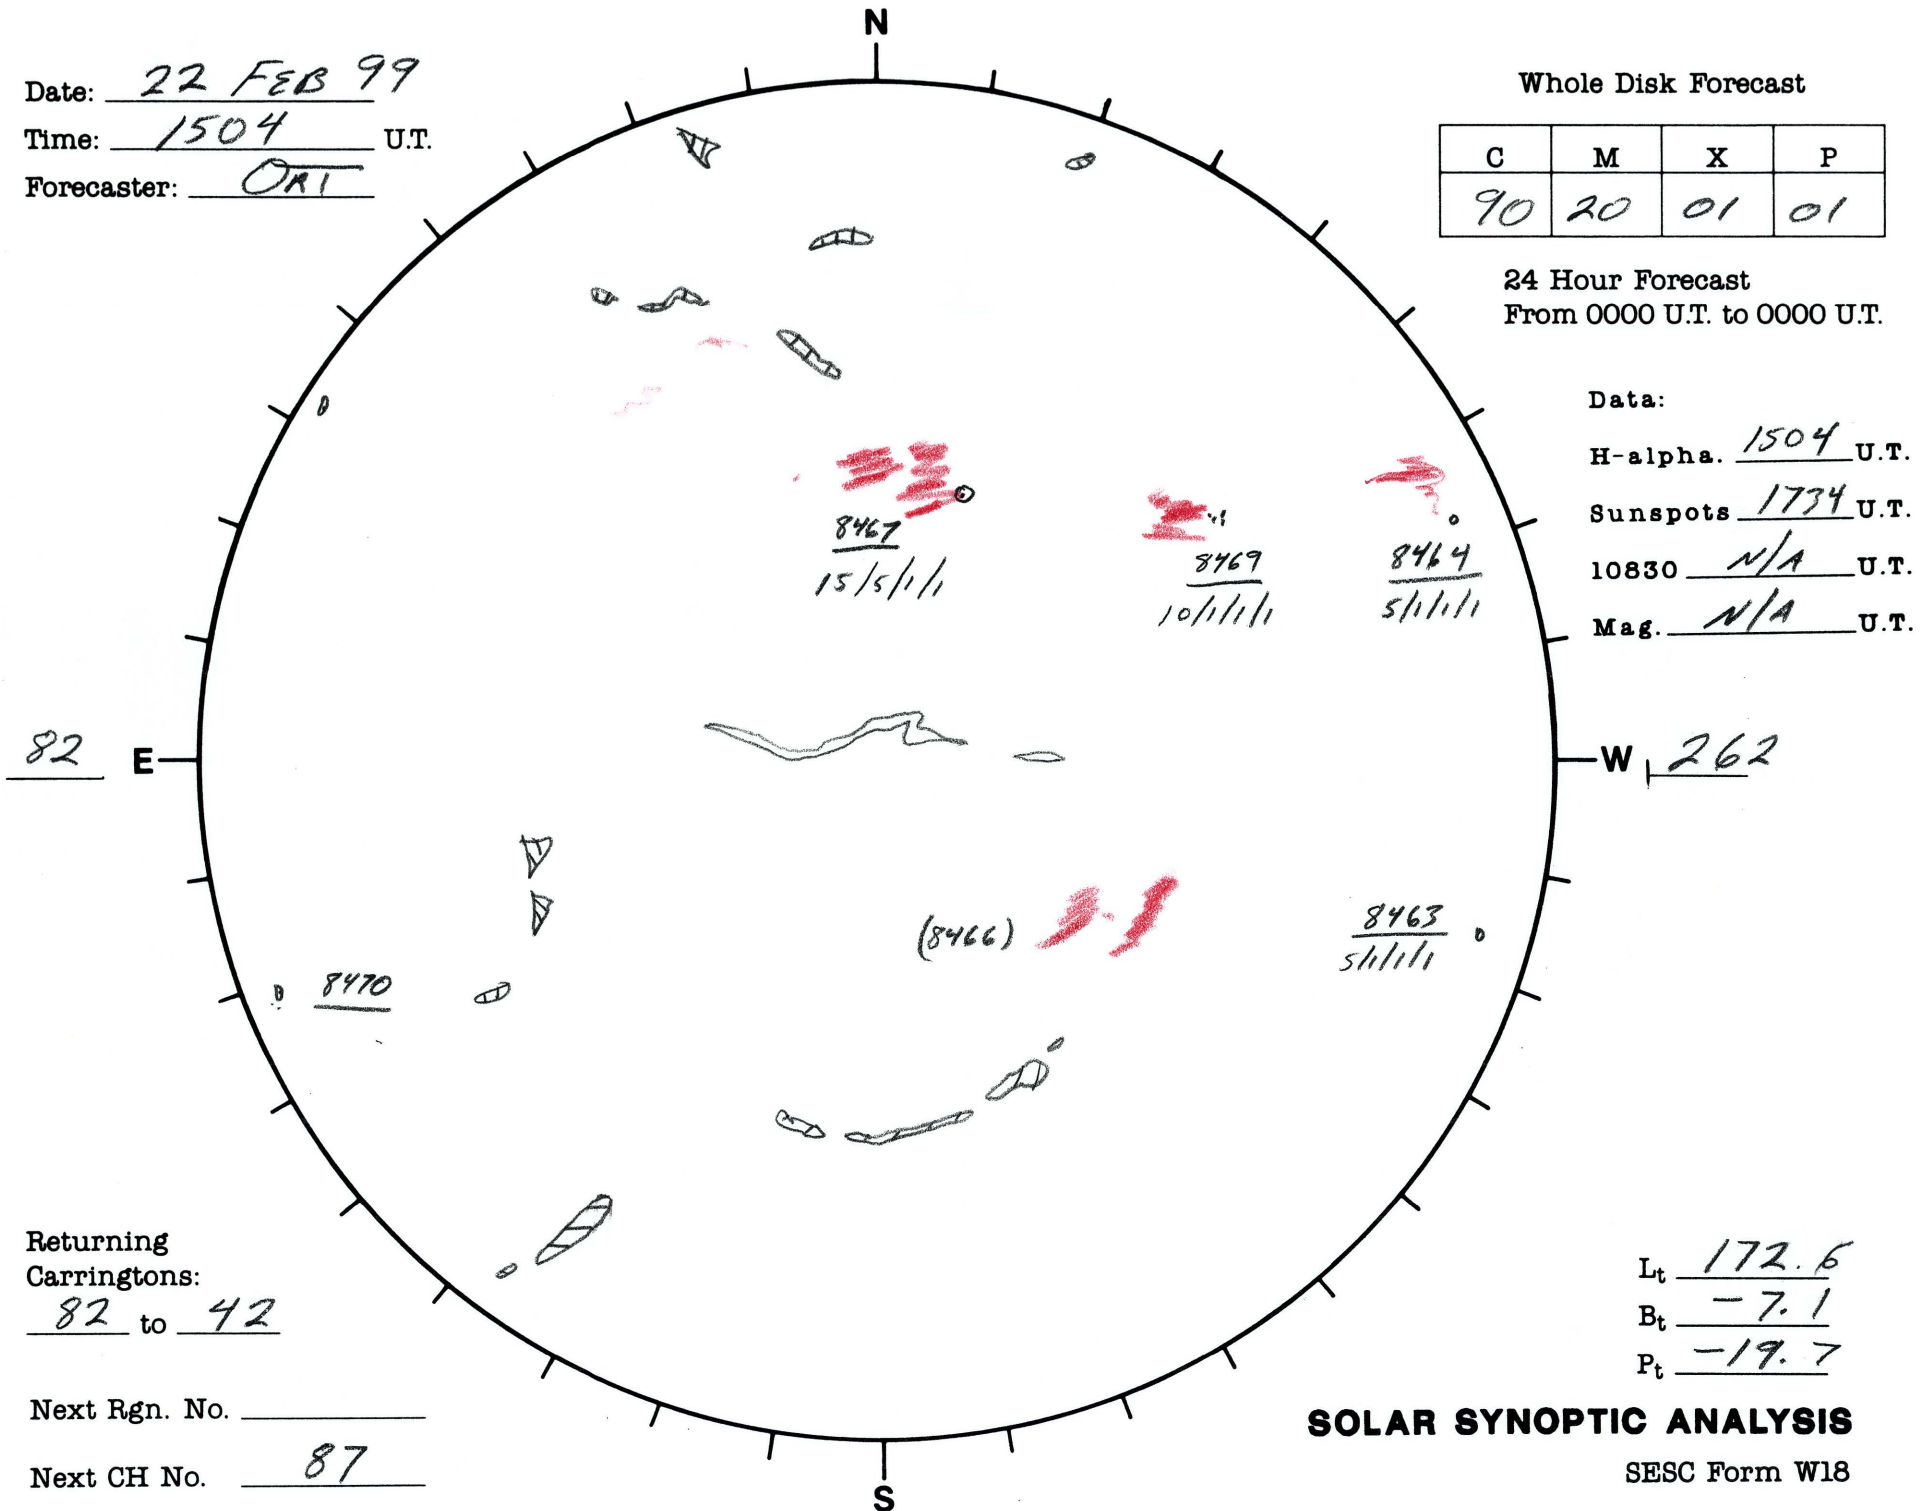 N
Date: 22 FEB 99
Time: 1504 U.T.
Forecaster:
Whole Disk Forecast
C M X P
90 20 01 01
24 Hour Forecast
From 0000 U.T. to 0000 U.T.
Data:
H-alpha. 1504 U.T.
Sunspots 1734 U.T.
10830 N/A U.T.
Mag. N/A U.T.
8467
15/5/1/1
8469
10/1/1/1
8464
5/1/1/1
82 E W 262
(8466)
8463
5/1/1/1
8470
Returning
Carringtons:
82 to 42
Next Rgn. No.
Next CH No. 87
Lt 172.6
Bt -7.1
Pt -19.7
SOLAR SYNOPTIC ANALYSIS
SESC Form W18
S